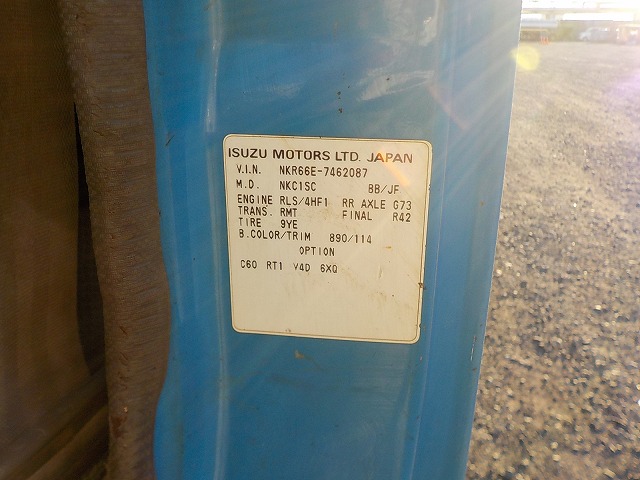 ISUZU MOTORS LTD. JAPAN
V.I.N. NKR66E-7462087
M.D. NKC1SC BB/JF
ENGINE RLS/4HF1 RR AXLE G73
TRANS. RMT FINAL R42
TIRE 9YE
B.COLOR/TRIM 890/114
OPTION
C60 RT1 V4D 6XQ